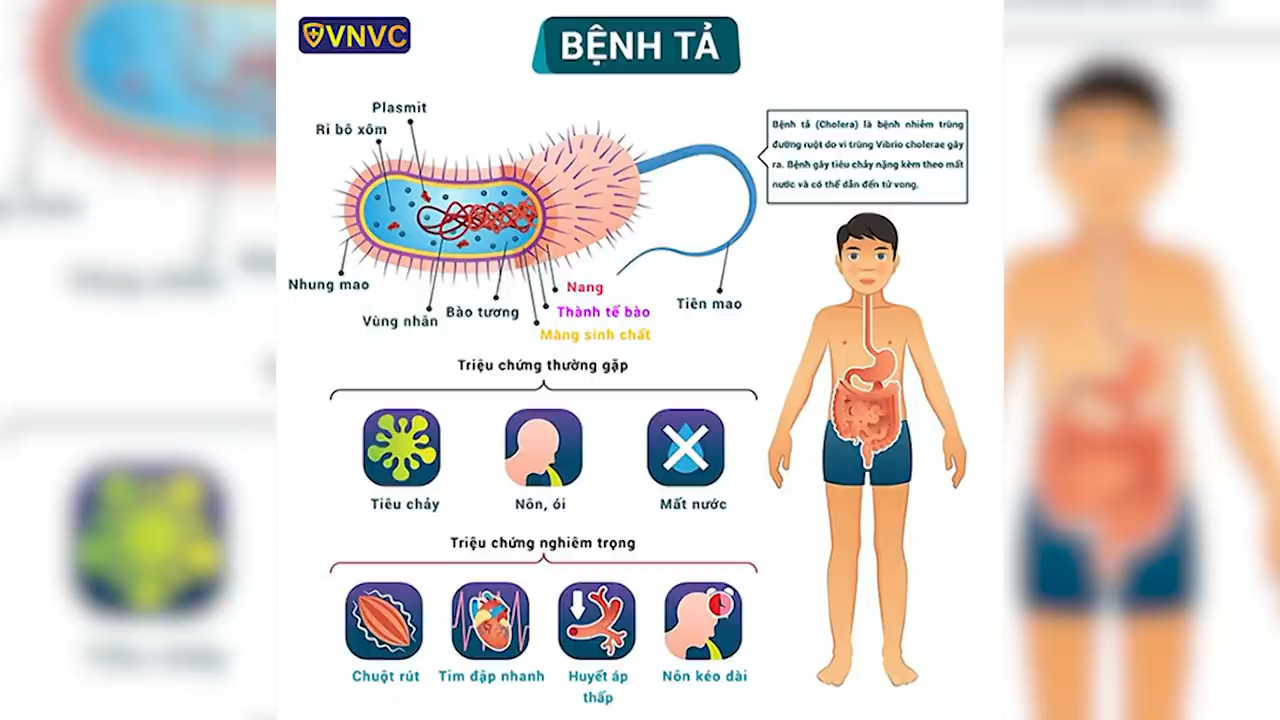 VNVC
BỆNH TẢ
Plasmit
Ri bô xôm
Bệnh tả (Cholera) là bệnh nhiễm trùng
đường ruột do vi trùng Vibrio cholerae gây
ra. Bệnh gây tiêu chảy nặng kèm theo mất
nước và có thể dẫn đến tử vong.
Nhung mao
Vùng nhân
Bào tương
Nang
Thành tế bào
Màng sinh chất
Tiên mao
Triệu chứng thường gặp
Tiêu chảy
Nôn, ói
Mất nước
Triệu chứng nghiêm trọng
Chuột rút
Tim đập nhanh
Huyết áp
thấp
Nôn kéo dài